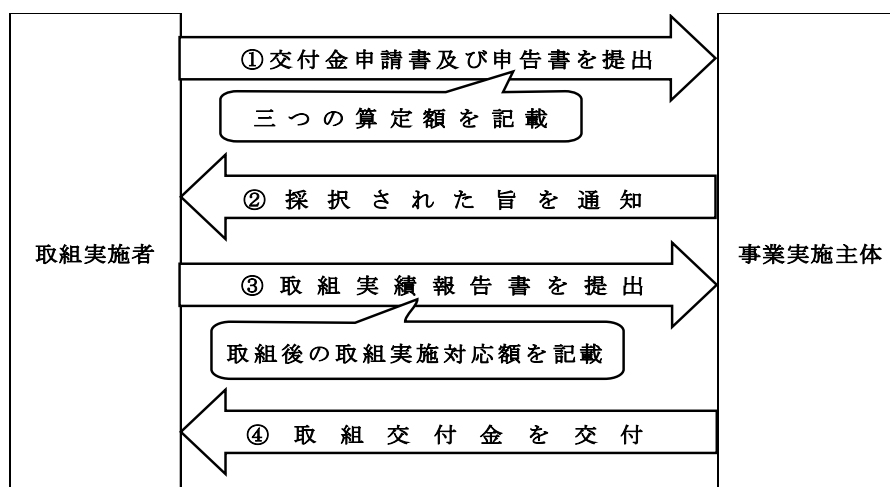 ①交付金申請書及び申告書を提出
三つの算定額を記載
②採択された旨を通知
取組実施者
事業実施主体
③取組実績報告書を提出
取組後の取組実施対応額を記載
④取組交付金を交付